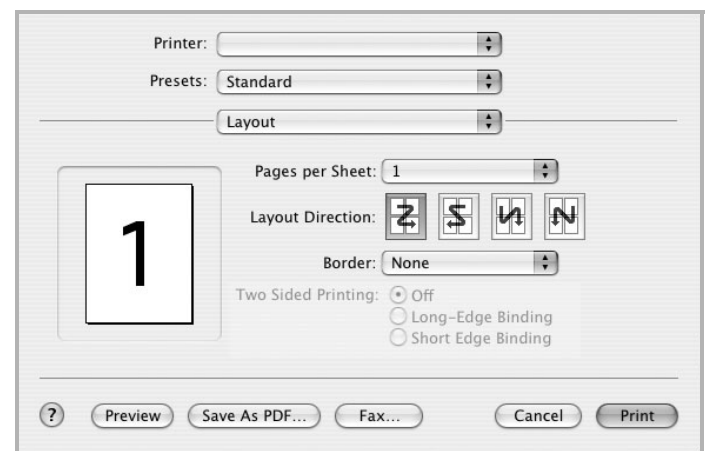 Printer:
Presets: Standard
Layout
Pages per Sheet: 1
Layout Direction:
1
Border: None
Two Sided Printing: Off
Long-Edge Binding
Short Edge Binding
? Preview Save As PDF... Fax... Cancel Print